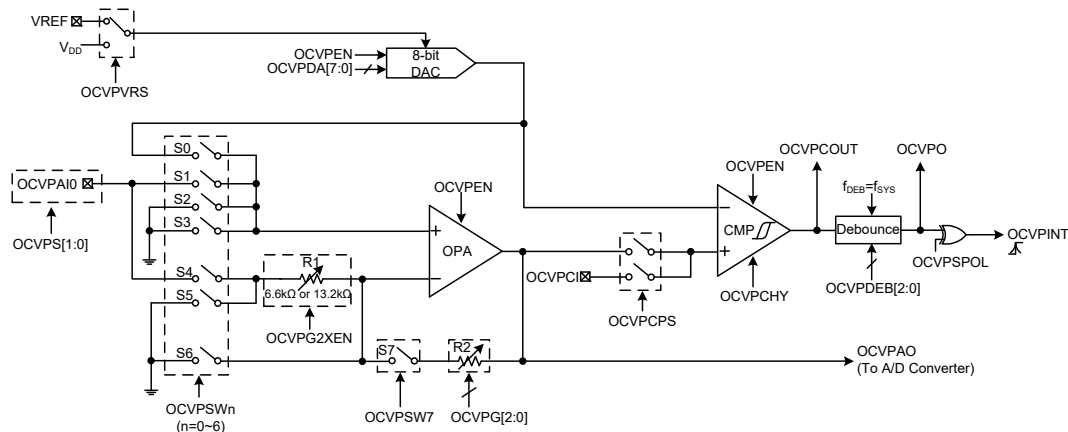 VREF
VDD
OCVPVRS
OCVPEN
OCVPDA[7:0]
8-bit
DAC
OCVPAI0
OCVPS[1:0]
S0
S1
S2
S3
S4
S5
S6
OCVPSWn
(n=0~6)
R1
6.6kΩ or 13.2kΩ
OCVPG2XEN
OCVPEN
OPA
S7
OCVPSW7
R2
OCVPG[2:0]
OCVPCI
OCVPCPS
OCVPEN
CMP
OCVPCHY
OCVPCOUT
fDEB=fSYS
Debounce
OCVPDEB[2:0]
OCVPO
OCVPSPOL
OCVPINT
OCVPAO
(To A/D Converter)